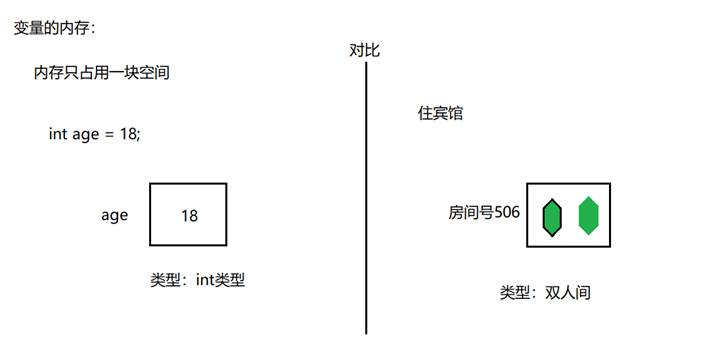 变量的内存：
对比
内存只占用一块空间
住宾馆
int age = 18;
age
18
房间号506
类型：int类型
类型：双人间